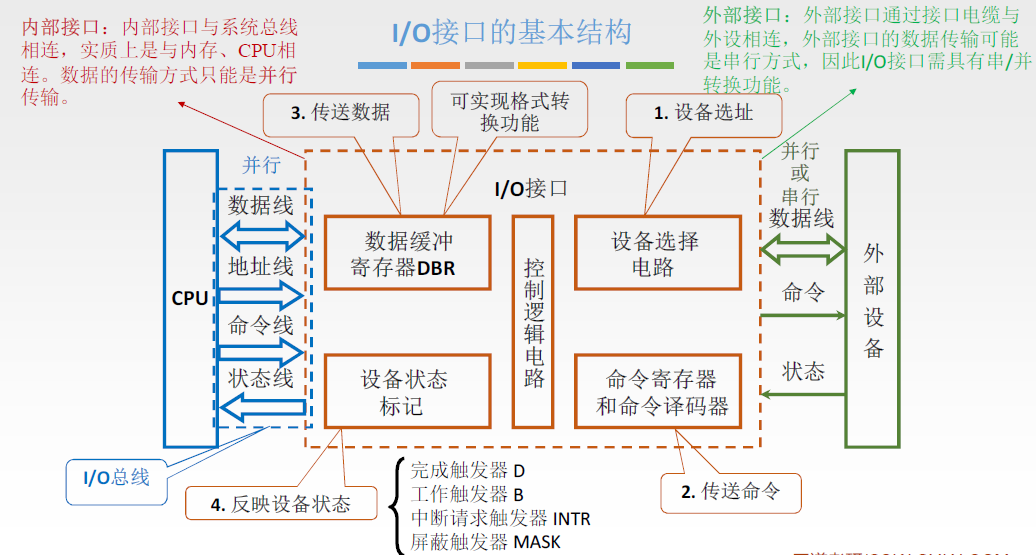 I/O接口的基本结构
内部接口：内部接口与系统总线
相连，实质上是与内存、CPU相
连。数据的传输方式只能是并行
传输。
外部接口：外部接口通过接口电缆与
外设相连，外部接口的数据传输可能
是串行方式，因此I/O接口需具有串/并
转换功能。
3. 传送数据
可实现格式转
换功能
1. 设备选址
并行
I/O接口
并行
或
串行
数据线
地址线
命令线
状态线
CPU
数据缓冲
寄存器DBR
控制逻辑电路
设备选择
电路
设备状态
标记
命令寄存器
和命令译码器
数据线
命令
状态
外部设备
I/O总线
4. 反映设备状态
完成触发器 D
工作触发器 B
中断请求触发器 INTR
屏蔽触发器 MASK
2. 传送命令